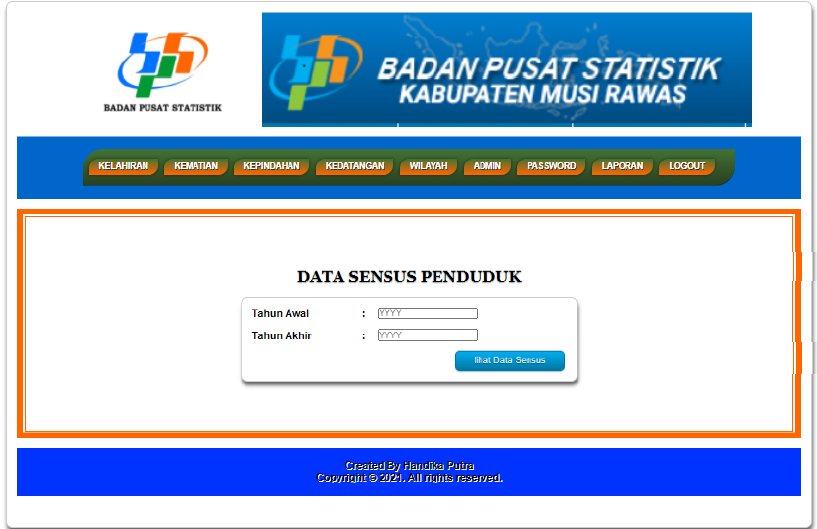 BADAN PUSAT STATISTIK
BADAN PUSAT STATISTIK
KABUPATEN MUSI RAWAS
KELAHIRAN KEMATIAN KEPINDAHAN KEDATANGAN WILAYAH ADMIN PASSWORD LAPORAN LOGOUT
DATA SENSUS PENDUDUK
Tahun Awal : YYYY
Tahun Akhir : YYYY
lihat Data Sensus
Created By Handika Putra
Copyright © 2021. All rights reserved.